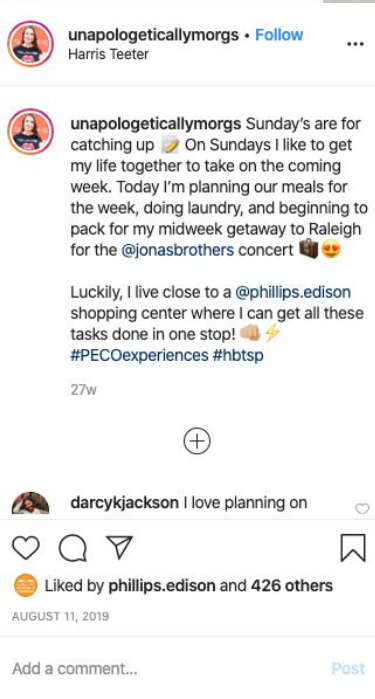 unapologeticallymorgs • Follow
Harris Teeter
unapologeticallymorgs Sunday's are for
catching up 📝 On Sundays I like to get
my life together to take on the coming
week. Today I'm planning our meals for
the week, doing laundry, and beginning to
pack for my midweek getaway to Raleigh
for the @jonasbrothers concert 🧳😍
Luckily, I live close to a @phillips.edison
shopping center where I can get all these
tasks done in one stop! 👊🏼⚡
#PECOexperiences #hbtsp
27w
darcykjackson I love planning on
Liked by phillips.edison and 426 others
AUGUST 11, 2019
Add a comment...
Post